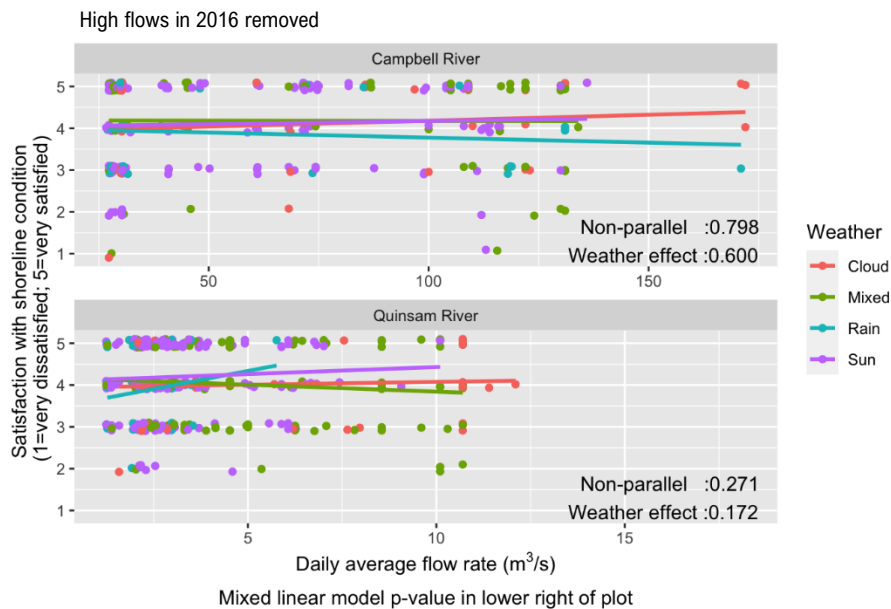 High flows in 2016 removed
Campbell River
5
4
3
2
1
Non-parallel :0.798
Weather effect :0.600
50
100
150
Quinsam River
5
4
3
2
1
Non-parallel :0.271
Weather effect :0.172
5
10
15
Satisfaction with shoreline condition
(1=very dissatisfied; 5=very satisfied)
Daily average flow rate (m³/s)
Mixed linear model p-value in lower right of plot
Weather
Cloud
Mixed
Rain
Sun